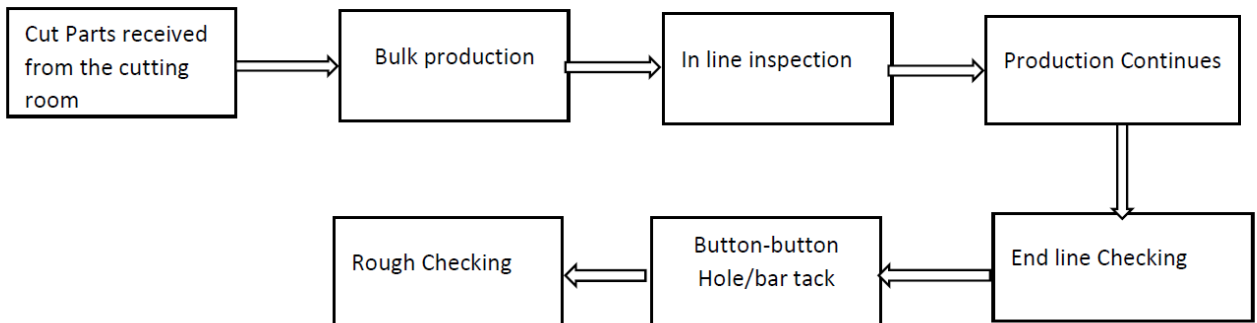 Cut Parts received
from the cutting
room
Bulk production
In line inspection
Production Continues
End line Checking
Button-button
Hole/bar tack
Rough Checking